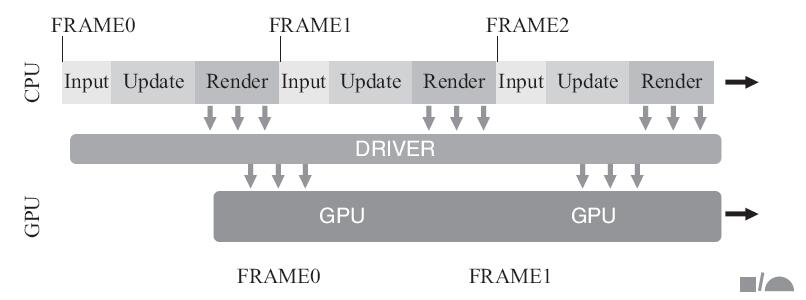 FRAME0 FRAME1 FRAME2
CPU
Input Update Render Input Update Render Input Update Render
DRIVER
GPU
GPU GPU
FRAME0 FRAME1
I/O